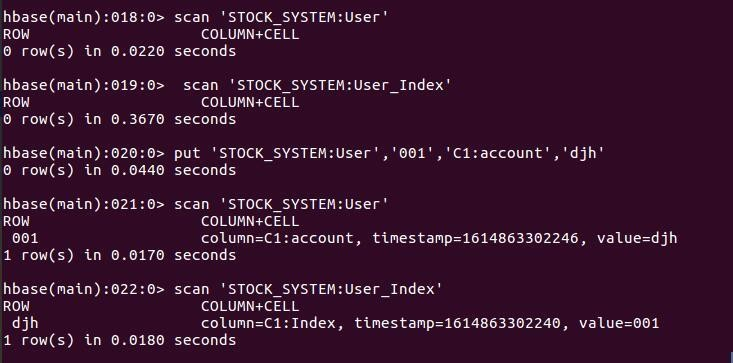 hbase(main):018:0> scan 'STOCK_SYSTEM:User'
ROW COLUMN+CELL
0 row(s) in 0.0220 seconds
hbase(main):019:0>  scan 'STOCK_SYSTEM:User_Index'
ROW COLUMN+CELL
0 row(s) in 0.3670 seconds
hbase(main):020:0> put 'STOCK_SYSTEM:User','001','C1:account','djh'
0 row(s) in 0.0440 seconds
hbase(main):021:0> scan 'STOCK_SYSTEM:User'
ROW COLUMN+CELL
001 column=C1:account, timestamp=1614863302246, value=djh
1 row(s) in 0.0170 seconds
hbase(main):022:0> scan 'STOCK_SYSTEM:User_Index'
ROW COLUMN+CELL
djh column=C1:Index, timestamp=1614863302240, value=001
1 row(s) in 0.0180 seconds